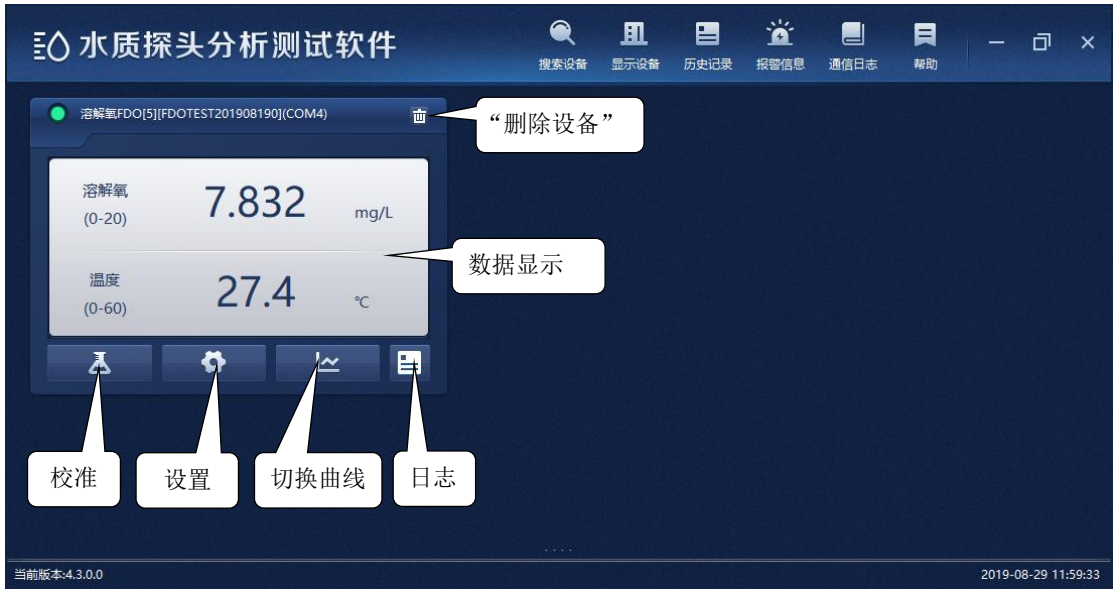 水质探头分析测试软件
搜索设备 显示设备 历史记录 报警信息 通信日志 帮助
溶解氧FDO[5][FDOTEST201908190](COM4)
“删除设备”
溶解氧
(0-20)
7.832 mg/L
数据显示
温度
(0-60)
27.4 ℃
校准 设置 切换曲线 日志
当前版本:4.3.0.0
2019-08-29 11:59:33